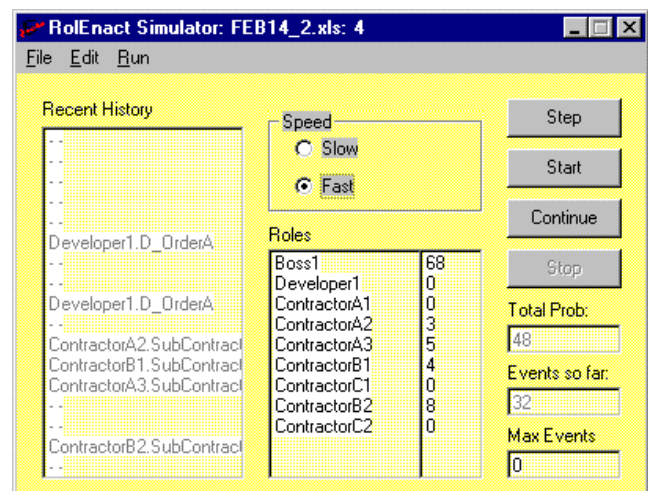 RolEnact Simulator: FEB14_2.xls: 4
File Edit Run
Recent History
--
--
--
--
--
Developer1.D_OrderA
--
--
Developer1.D_OrderA
--
ContractorA2.SubContract
ContractorB1.SubContract
ContractorA3.SubContract
--
--
ContractorB2.SubContract
--
Speed
Slow
Fast
Roles
Boss1 68
Developer1 0
ContractorA1 0
ContractorA2 3
ContractorA3 5
ContractorB1 4
ContractorC1 0
ContractorB2 8
ContractorC2 0
Step
Start
Continue
Stop
Total Prob:
48
Events so far:
32
Max Events
0